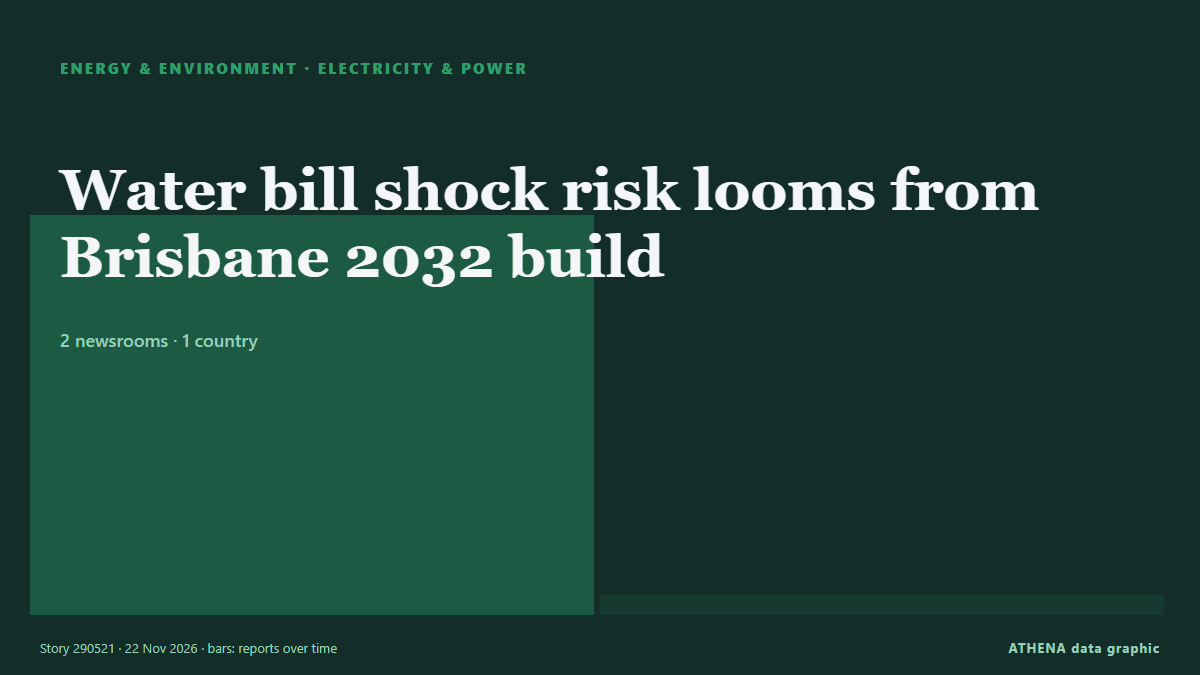 ENERGY & ENVIRONMENT · ELECTRICITY & POWER
Water bill shock risk looms from
Brisbane 2032 build
2 newsrooms · 1 country
Story 290521 · 22 Nov 2026 · bars: reports over time
ATHENA data graphic